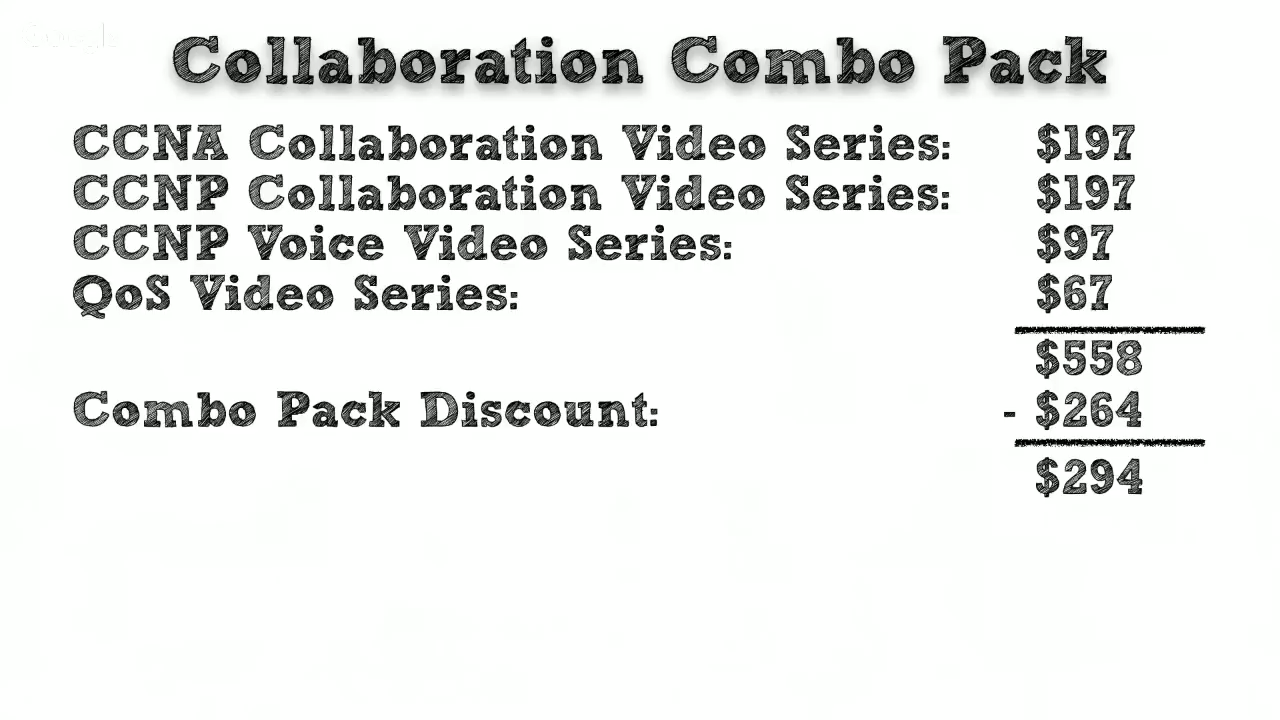 Collaboration Combo Pack
CCNA Collaboration Video Series: $197
CCNP Collaboration Video Series: $197
CCNP Voice Video Series: $97
QoS Video Series: $67
$558
Combo Pack Discount: - $264
$294